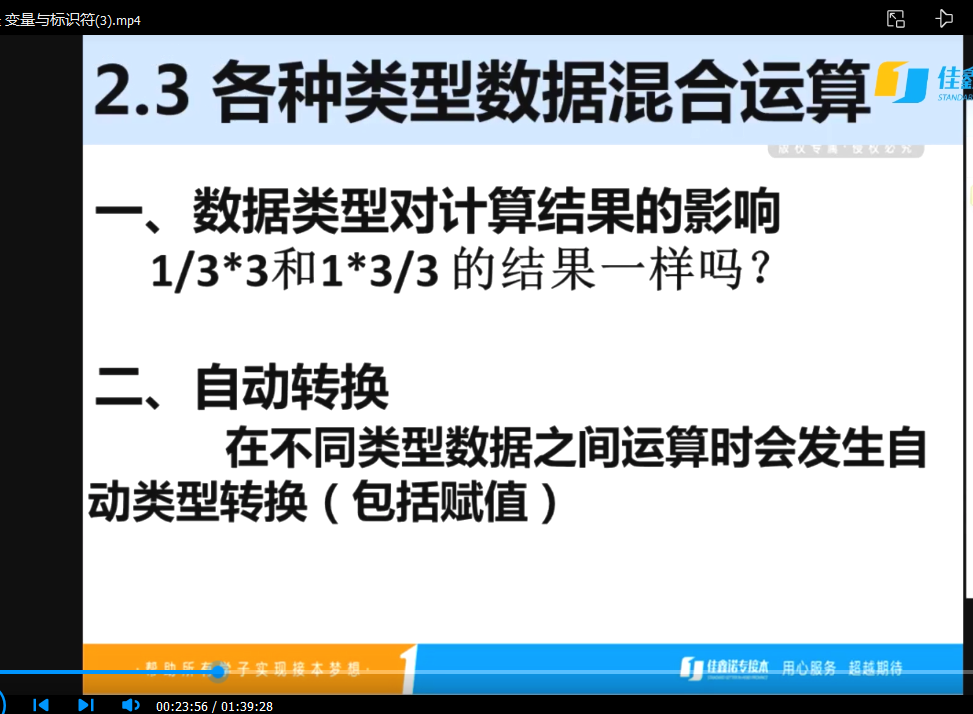 变量与标识符(3).mp4
2.3 各种类型数据混合运算
佳鑫
STANDAR
版权专属·侵权必究
一、数据类型对计算结果的影响
1/3*3和1*3/3 的结果一样吗？
二、自动转换
在不同类型数据之间运算时会发生自
动类型转换（包括赋值）
·帮助所有学子实现接本梦想·
佳鑫诺专接本 用心服务 超越期待
00:23:56 / 01:39:28